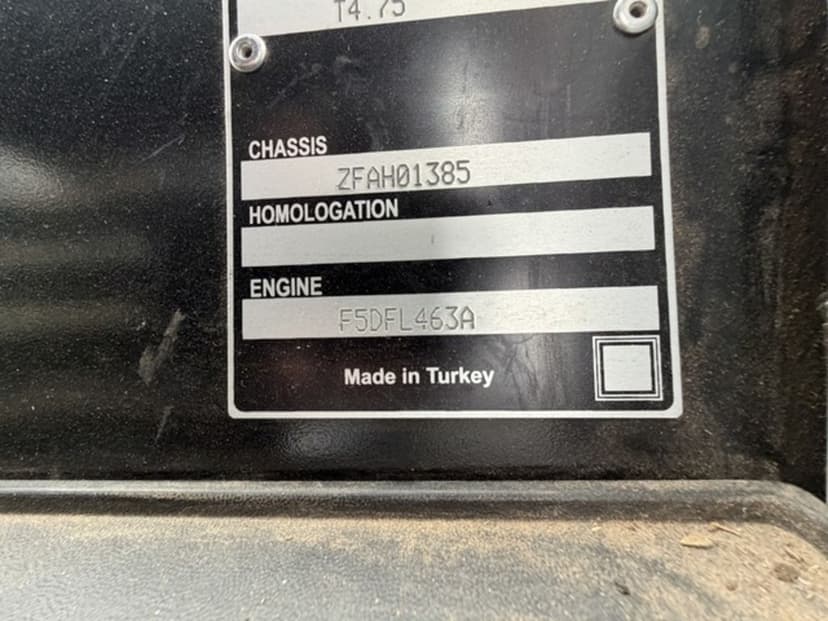 T4.75
CHASSIS
ZFAH01385
HOMOLOGATION
ENGINE
F5DFL463A
Made in Turkey